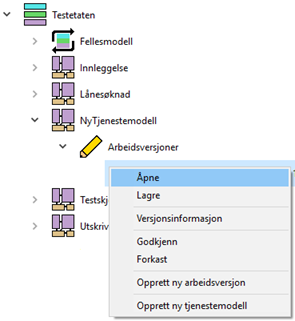 Testetaten
Fellesmodell
Innleggelse
Lånesøknad
NyTjenestemodell
Arbeidsversjoner
Åpne
Lagre
Versjonsinformasjon
Godkjenn
Forkast
Opprett ny arbeidsversjon
Opprett ny tjenestemodell
Testskj
Utskriv